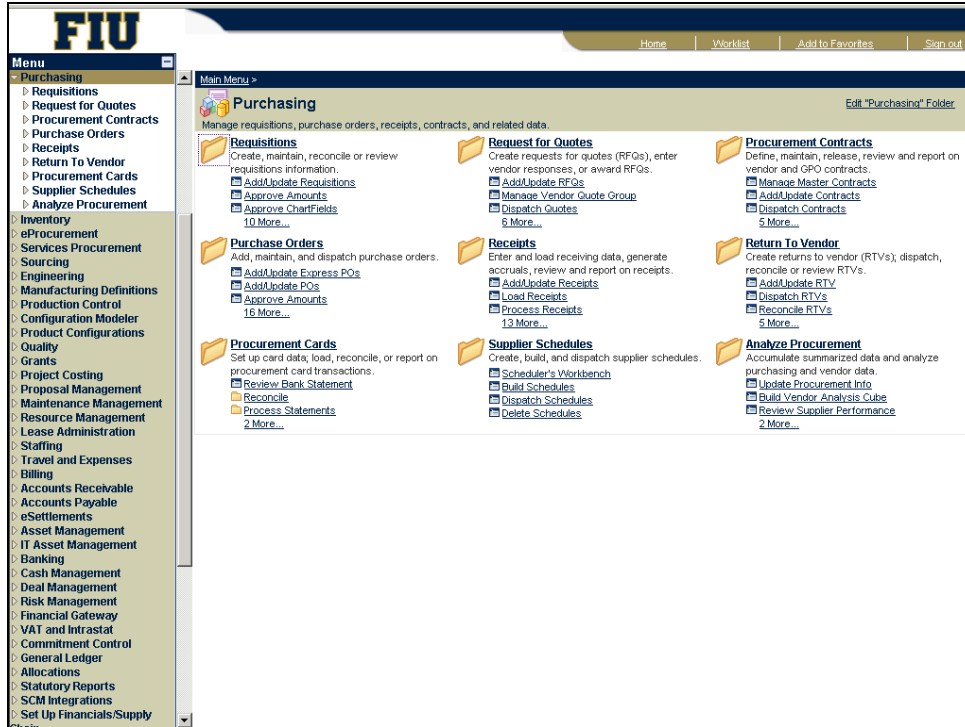 FIU
Home Worklist Add to Favorites Sign out
Menu
Purchasing
Requisitions
Request for Quotes
Procurement Contracts
Purchase Orders
Receipts
Return To Vendor
Procurement Cards
Supplier Schedules
Analyze Procurement
Inventory
eProcurement
Services Procurement
Sourcing
Engineering
Manufacturing Definitions
Production Control
Configuration Modeler
Product Configurations
Quality
Grants
Project Costing
Proposal Management
Maintenance Management
Resource Management
Lease Administration
Staffing
Travel and Expenses
Billing
Accounts Receivable
Accounts Payable
eSettlements
Asset Management
IT Asset Management
Banking
Cash Management
Deal Management
Risk Management
Financial Gateway
VAT and Intrastat
Commitment Control
General Ledger
Allocations
Statutory Reports
SCM Integrations
Set Up Financials/Supply
Chain
Main Menu >
Purchasing
Edit "Purchasing" Folder
Manage requisitions, purchase orders, receipts, contracts, and related data.
Requisitions
Create, maintain, reconcile or review
requisitions information.
Add/Update Requisitions
Approve Amounts
Approve ChartFields
10 More...
Request for Quotes
Create requests for quotes (RFQs), enter
vendor responses, or award RFQs.
Add/Update RFQs
Manage Vendor Quote Group
Dispatch Quotes
6 More...
Procurement Contracts
Define, maintain, release, review and report on
vendor and GPO contracts.
Manage Master Contracts
Add/Update Contracts
Dispatch Contracts
5 More...
Purchase Orders
Add, maintain, and dispatch purchase orders.
Add/Update Express POs
Add/Update POs
Approve Amounts
16 More...
Receipts
Enter and load receiving data, generate
accruals, review and report on receipts.
Add/Update Receipts
Load Receipts
Process Receipts
13 More...
Return To Vendor
Create returns to vendor (RTVs); dispatch,
reconcile or review RTVs.
Add/Update RTV
Dispatch RTVs
Reconcile RTVs
5 More...
Procurement Cards
Set up card data; load, reconcile, or report on
procurement card transactions.
Review Bank Statement
Reconcile
Process Statements
2 More...
Supplier Schedules
Create, build, and dispatch supplier schedules.
Scheduler's Workbench
Build Schedules
Dispatch Schedules
Delete Schedules
Analyze Procurement
Accumulate summarized data and analyze
purchasing and vendor data.
Update Procurement Info
Build Vendor Analysis Cube
Review Supplier Performance
2 More...